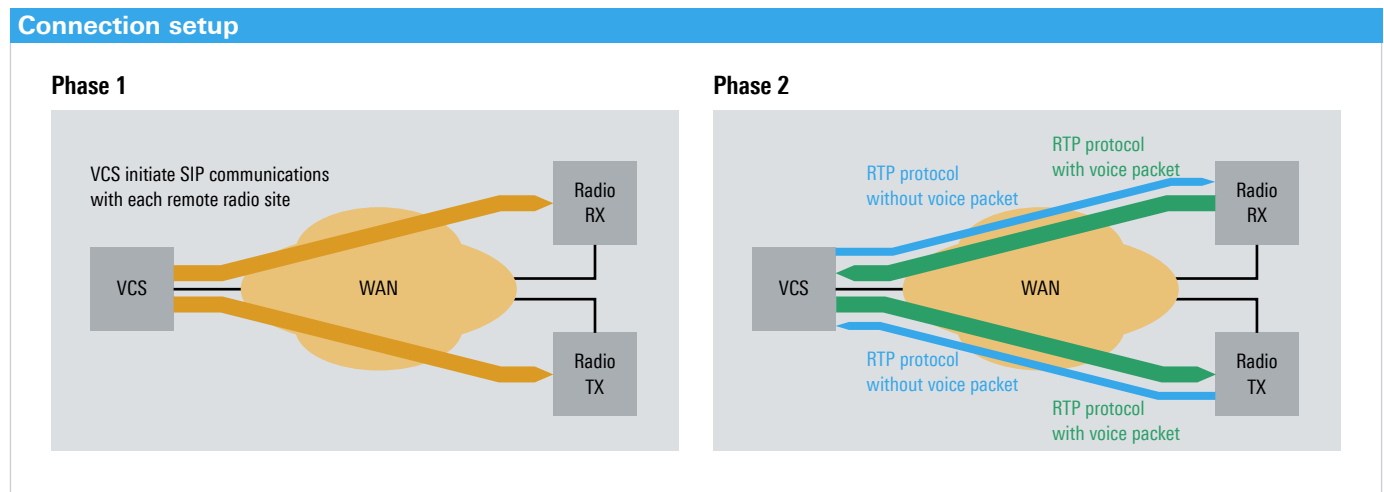 Connection setup
Phase 1
VCS initiate SIP communications
with each remote radio site
Radio
RX
VCS
WAN
Radio
TX
Phase 2
RTP protocol
with voice packet
RTP protocol
without voice packet
Radio
RX
VCS
WAN
RTP protocol
without voice packet
Radio
TX
RTP protocol
with voice packet